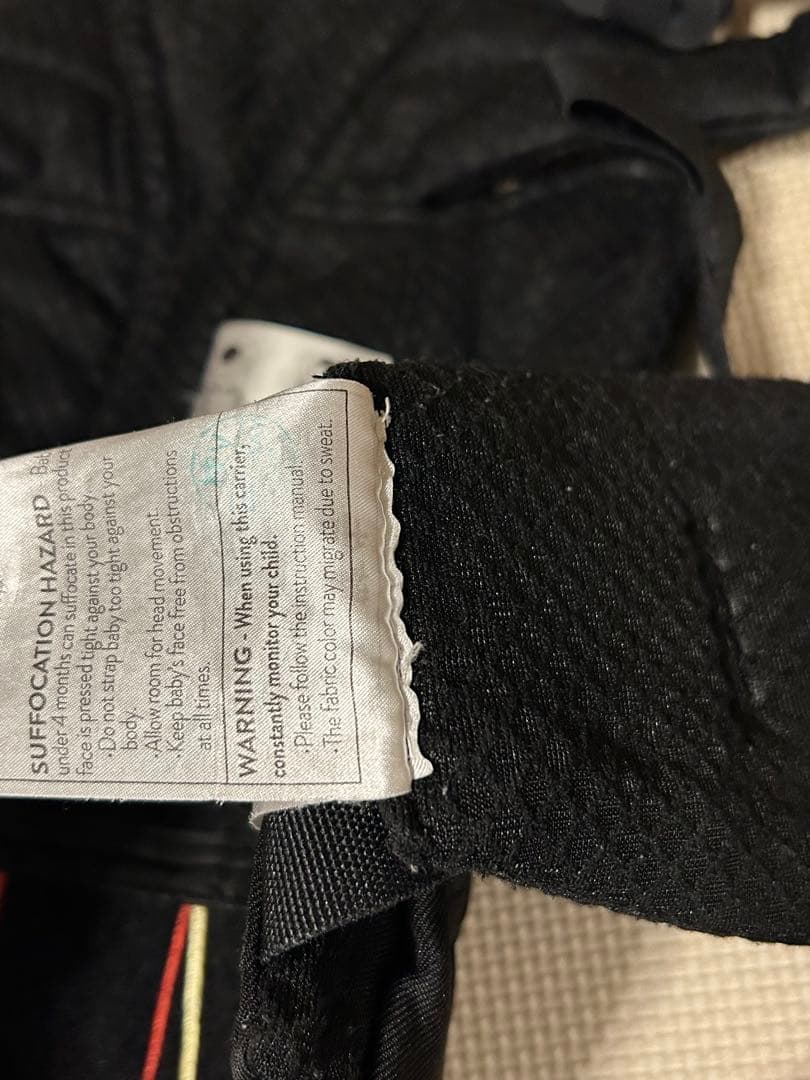 SUFFOCATION HAZARD
under 4 months can suffocate in this product
face is pressed tight against your body.
·Do not strap baby too tight against your
body.
·Allow room for head movement.
·Keep baby's face free from obstructions
at all times.
WARNING - When using this carrier,
constantly monitor your child.
·Please follow the instruction manual.
·The Fabric color may migrate due to sweat.